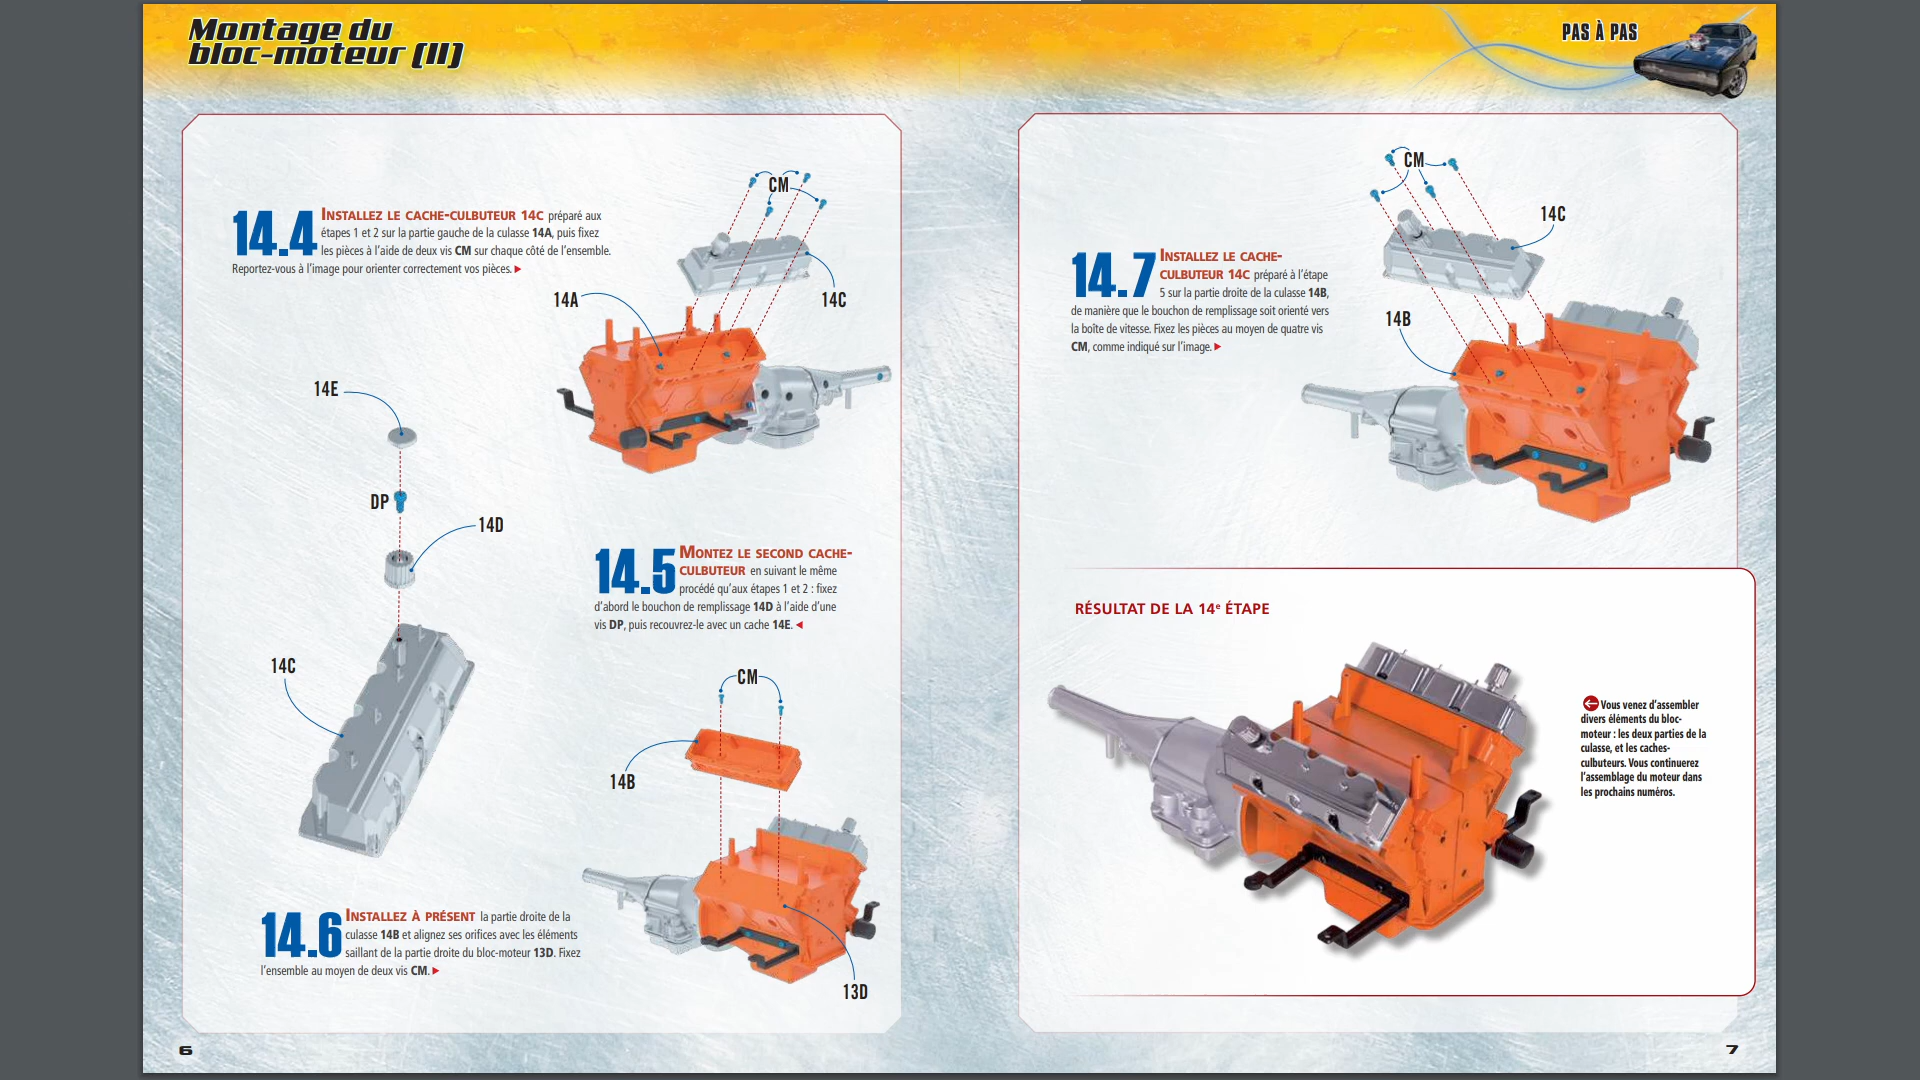 Montage du
bloc-moteur (II)
PAS À PAS
14.4
INSTALLEZ LE CACHE-CULBUTEUR 14C préparé aux
étapes 1 et 2 sur la partie gauche de la culasse 14A, puis fixez
les pièces à l'aide de deux vis CM sur chaque côté de l'ensemble.
Reportez-vous à l'image pour orienter correctement vos pièces.
CM
14A
14C
14E
DP
14D
14C
14.5
MONTEZ LE SECOND CACHE-
CULBUTEUR en suivant le même
procédé qu'aux étapes 1 et 2 : fixez
d'abord le bouchon de remplissage 14D à l'aide d'une
vis DP, puis recouvrez-le avec un cache 14E.
CM
14B
13D
14.6
INSTALLEZ À PRÉSENT la partie droite de la
culasse 14B et alignez ses orifices avec les éléments
saillant de la partie droite du bloc-moteur 13D. Fixez
l'ensemble au moyen de deux vis CM.
6
14.7
INSTALLEZ LE CACHE-
CULBUTEUR 14C préparé à l'étape
5 sur la partie droite de la culasse 14B,
de manière que le bouchon de remplissage soit orienté vers
la boîte de vitesse. Fixez les pièces au moyen de quatre vis
CM, comme indiqué sur l'image.
CM
14C
14B
RÉSULTAT DE LA 14e ÉTAPE
Vous venez d'assembler
divers éléments du bloc-
moteur : les deux parties de la
culasse, et les caches-
culbuteurs. Vous continuerez
l'assemblage du moteur dans
les prochains numéros.
7